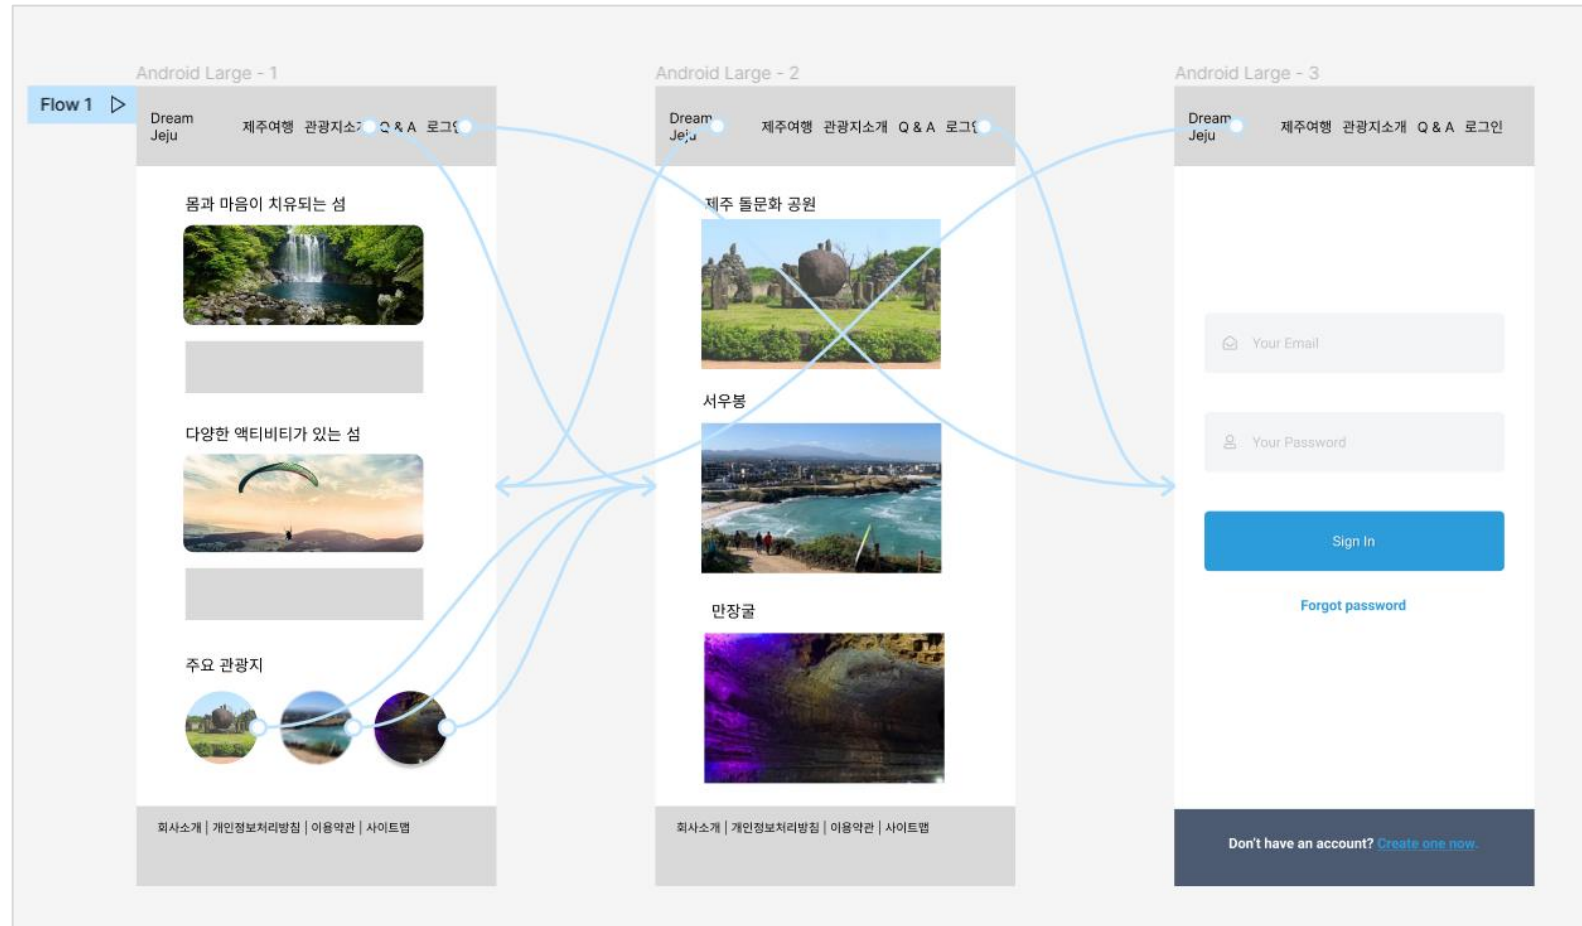 Android Large - 1
Flow 1
Dream
Jeju
제주여행 관광지소개 Q & A 로그인
몸과 마음이 치유되는 섬
다양한 액티비티가 있는 섬
주요 관광지
회사소개 | 개인정보처리방침 | 이용약관 | 사이트맵
Android Large - 2
Dream
Jeju
제주여행 관광지소개 Q & A 로그인
제주 돌문화 공원
서우봉
만장굴
회사소개 | 개인정보처리방침 | 이용약관 | 사이트맵
Android Large - 3
Dream
Jeju
제주여행 관광지소개 Q & A 로그인
Your Email
Your Password
Sign In
Forgot password
Don't have an account? Create one now.